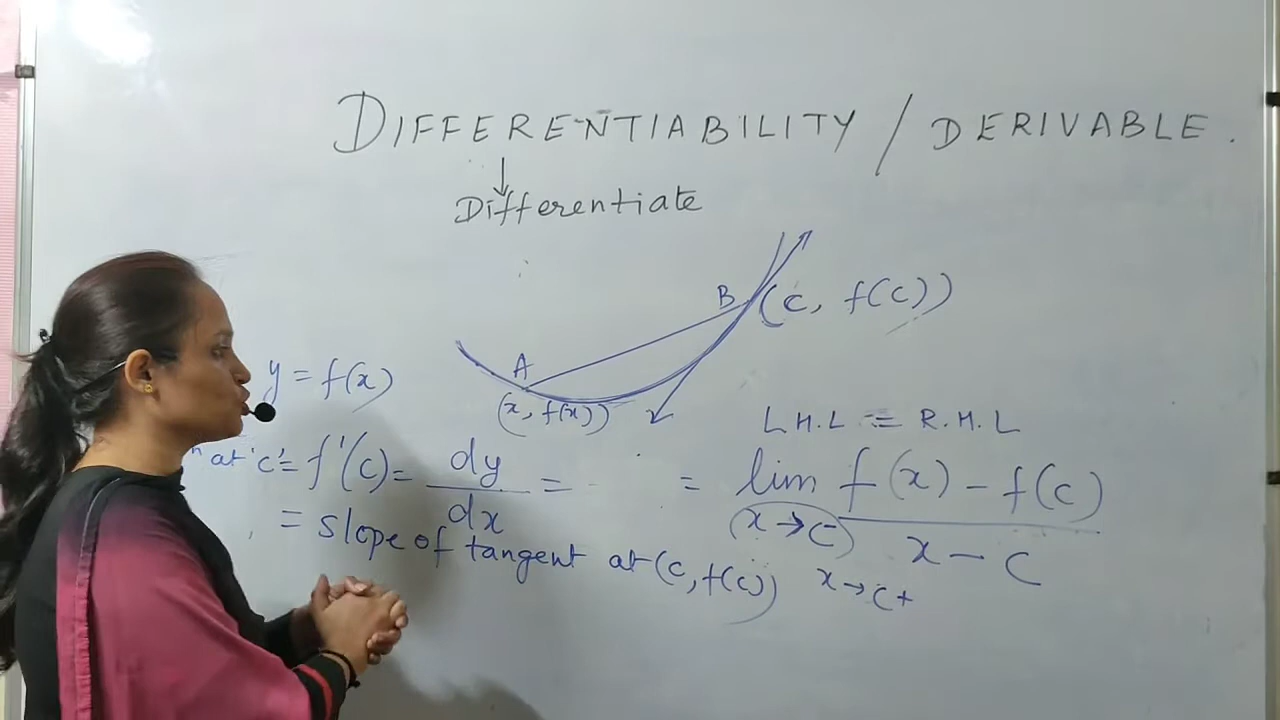 DIFFERENTIABILITY / DERIVABLE.
↓
Differentiate
B (c, f(c))
A
(x, f(x))
y = f(x)
L.H.L = R.H.L
at 'c' = f'(c) = dy/dx = = lim x→c⁻ f(x) - f(c) / x - c
x→c+
= slope of tangent at (c, f(c))